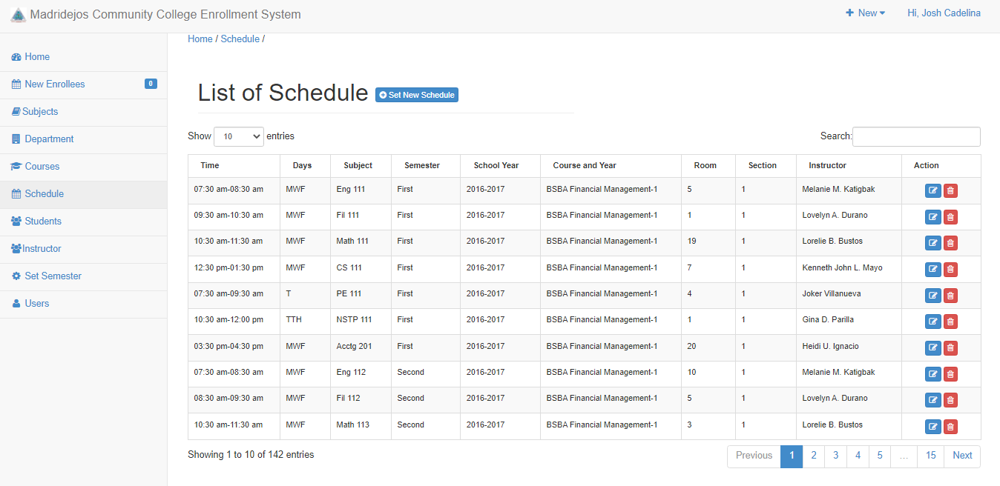 Madridejos Community College Enrollment System
New
Hi, Josh Cadelina
Home / Schedule /
Home
New Enrollees 0
Subjects
Department
Courses
Schedule
Students
Instructor
Set Semester
Users
List of Schedule Set New Schedule
Show 10 entries
Search:
Time Days Subject Semester School Year Course and Year Room Section Instructor Action
07:30 am-08:30 am MWF Eng 111 First 2016-2017 BSBA Financial Management-1 5 1 Melanie M. Katigbak
09:30 am-10:30 am MWF Fil 111 First 2016-2017 BSBA Financial Management-1 1 1 Lovelyn A. Durano
10:30 am-11:30 am MWF Math 111 First 2016-2017 BSBA Financial Management-1 19 1 Lorelie B. Bustos
12:30 pm-01:30 pm MWF CS 111 First 2016-2017 BSBA Financial Management-1 7 1 Kenneth John L. Mayo
07:30 am-09:30 am T PE 111 First 2016-2017 BSBA Financial Management-1 4 1 Joker Villanueva
10:30 am-12:00 pm TTH NSTP 111 First 2016-2017 BSBA Financial Management-1 1 1 Gina D. Parilla
03:30 pm-04:30 pm MWF Acctg 201 First 2016-2017 BSBA Financial Management-1 20 1 Heidi U. Ignacio
07:30 am-08:30 am MWF Eng 112 Second 2016-2017 BSBA Financial Management-1 10 1 Melanie M. Katigbak
08:30 am-09:30 am MWF Fil 112 Second 2016-2017 BSBA Financial Management-1 5 1 Lovelyn A. Durano
10:30 am-11:30 am MWF Math 113 Second 2016-2017 BSBA Financial Management-1 3 1 Lorelie B. Bustos
Showing 1 to 10 of 142 entries
Previous 1 2 3 4 5 … 15 Next